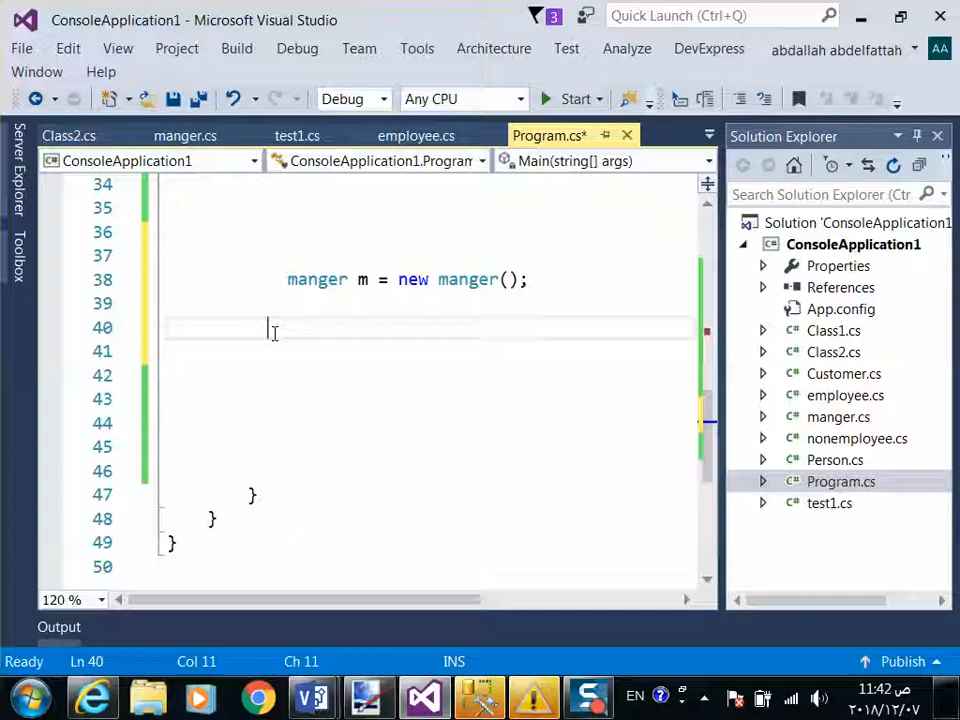 ConsoleApplication1 - Microsoft Visual Studio
3
Quick Launch (Ctrl+Q)
File Edit View Project Build Debug Team Tools Architecture Test Analyze DevExpress abdallah abdelfattah AA
Window Help
Debug Any CPU Start
Server Explorer
Toolbox
Class2.cs manger.cs test1.cs employee.cs Program.cs*
ConsoleApplication1 ConsoleApplication1.Program Main(string[] args)
34
35
36
37
38 manger m = new manger();
39
40
41
42
43
44
45
46
47 }
48 }
49 }
50
120 %
Solution Explorer
Search Solution Explorer (Ctrl
Solution 'ConsoleApplication1
ConsoleApplication1
Properties
References
App.config
Class1.cs
Class2.cs
Customer.cs
employee.cs
manger.cs
nonemployee.cs
Person.cs
Program.cs
test1.cs
Output
Ready Ln 40 Col 11 Ch 11 INS Publish
EN 11:42 ص
٢٠١٨/١٢/٠٧